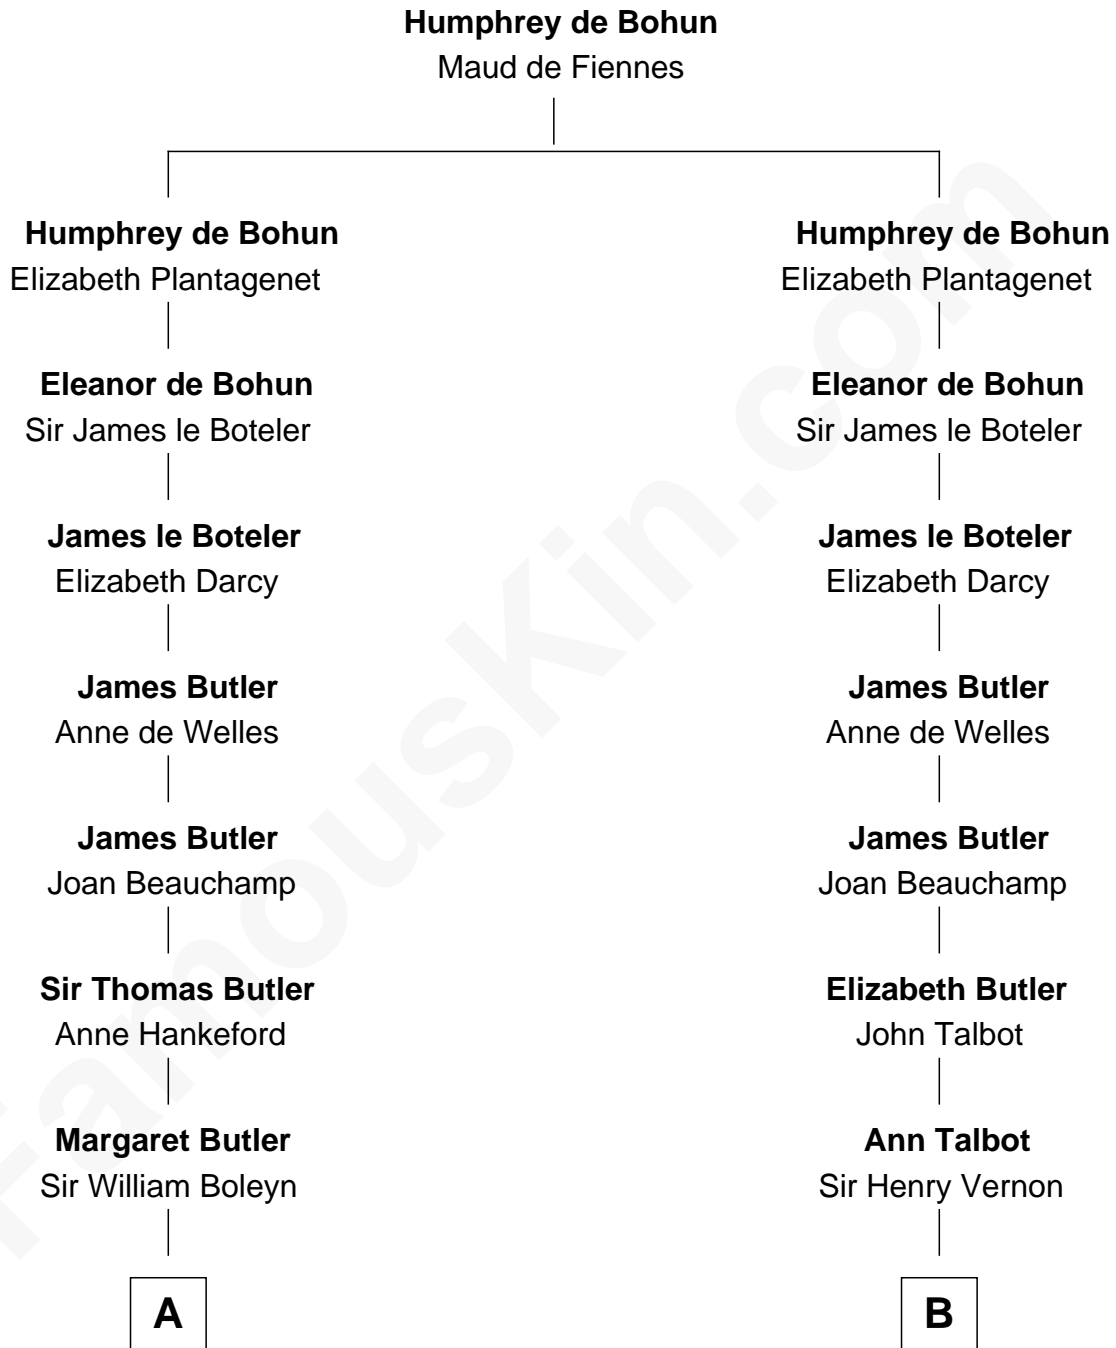 Humphrey de Bohun
Maud de Fiennes
Humphrey de Bohun
Elizabeth Plantagenet
Eleanor de Bohun
Sir James le Boteler
James le Boteler
Elizabeth Darcy
James Butler
Anne de Welles
James Butler
Joan Beauchamp
Sir Thomas Butler
Anne Hankeford
Margaret Butler
Sir William Boleyn
A
Humphrey de Bohun
Elizabeth Plantagenet
Eleanor de Bohun
Sir James le Boteler
James le Boteler
Elizabeth Darcy
James Butler
Anne de Welles
James Butler
Joan Beauchamp
Elizabeth Butler
John Talbot
Ann Talbot
Sir Henry Vernon
B
FamousKin.com